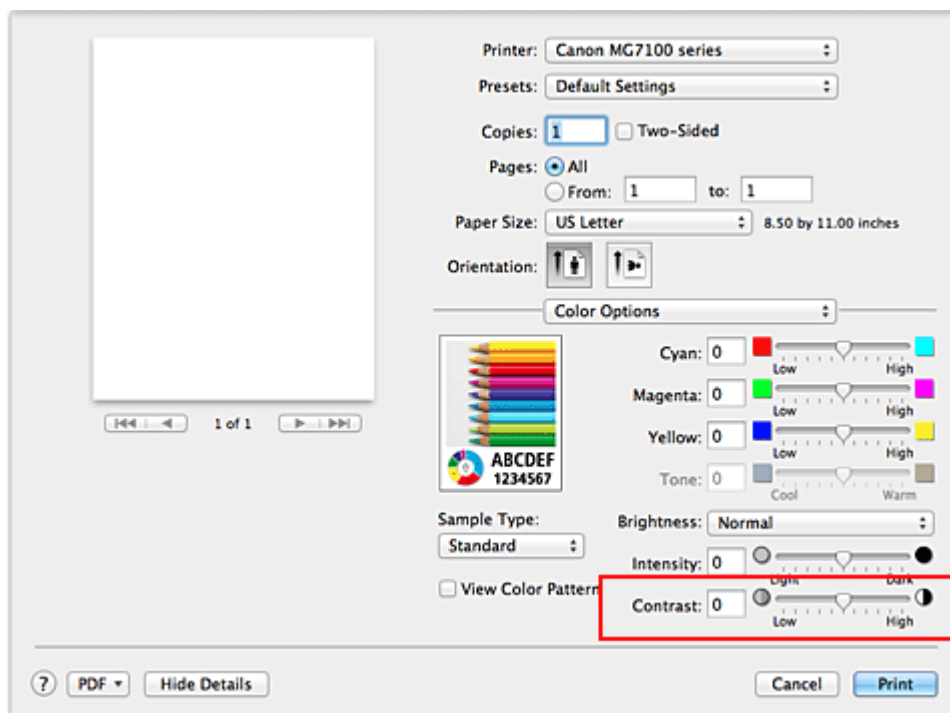 Printer: Canon MG7100 series
Presets: Default Settings
Copies: 1 Two-Sided
Pages: All
From: 1 to: 1
Paper Size: US Letter 8.50 by 11.00 inches
Orientation:
Color Options
1 of 1
ABCDEF
1234567
Cyan: 0
Low High
Magenta: 0
Low High
Yellow: 0
Low High
Tone: 0
Cool Warm
Sample Type:
Standard
View Color Pattern
Brightness: Normal
Intensity: 0
Light Dark
Contrast: 0
Low High
? PDF Hide Details Cancel Print